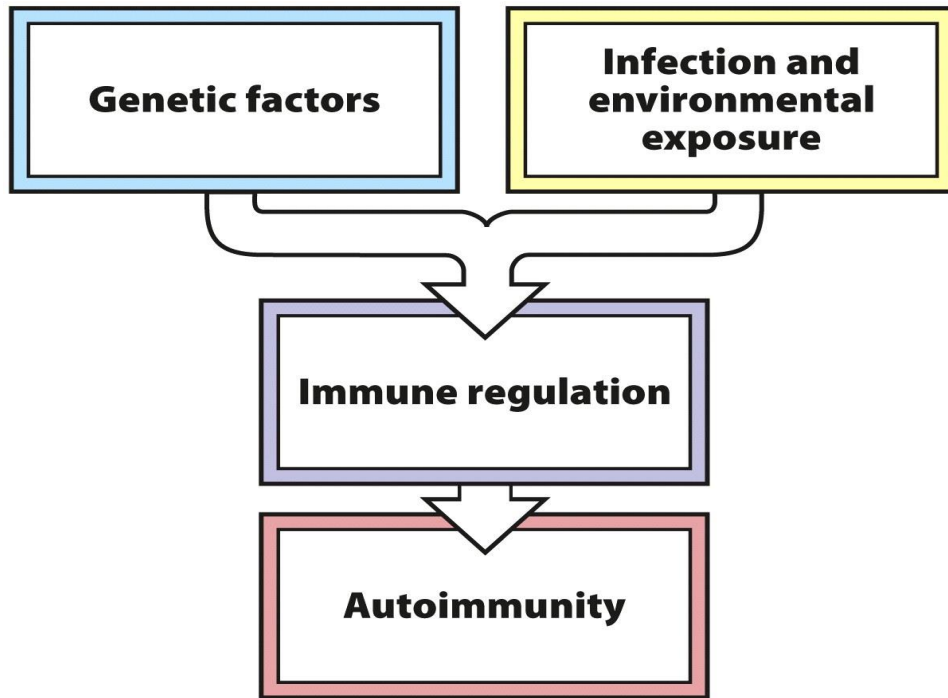 Genetic factors
Infection and
environmental
exposure
Immune regulation
Autoimmunity